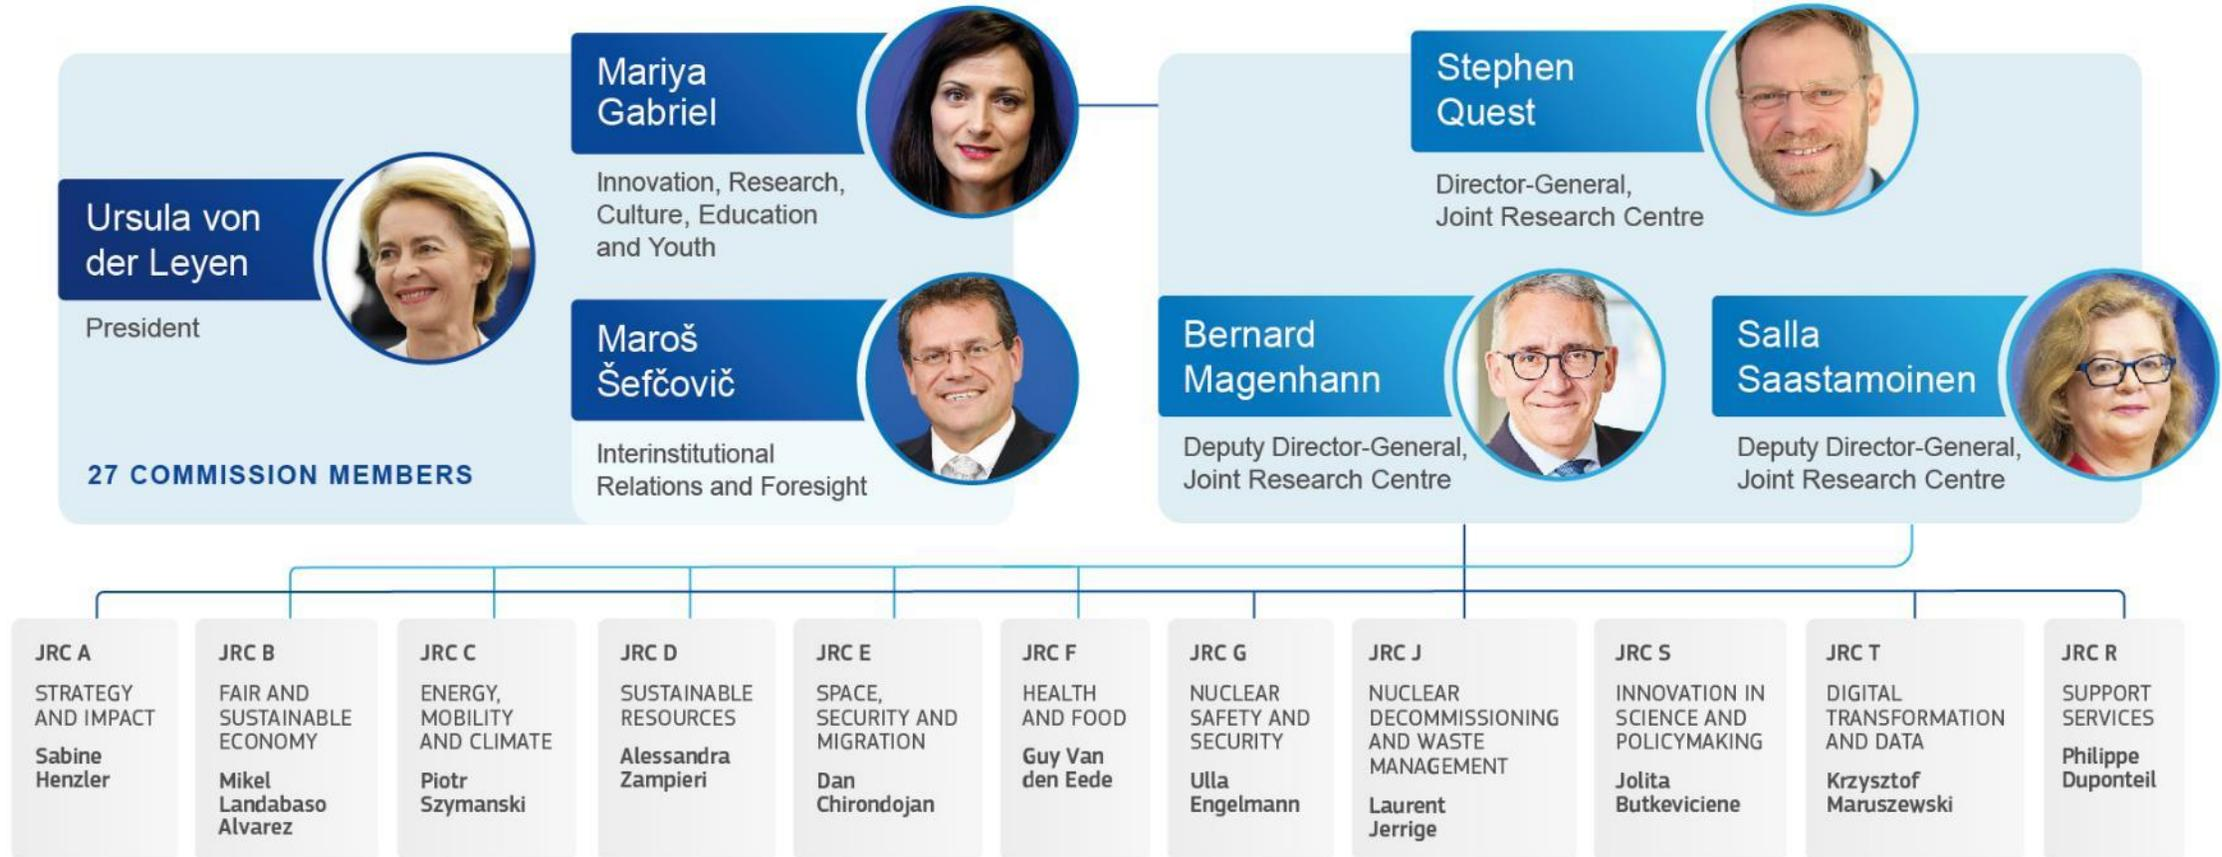 Mariya
Gabriel
Innovation, Research,
Culture, Education
and Youth
Ursula von
der Leyen
President
Maroš
Šefčovič
Interinstitutional
Relations and Foresight
27 COMMISSION MEMBERS
Stephen
Quest
Director-General,
Joint Research Centre
Bernard
Magenhann
Deputy Director-General,
Joint Research Centre
Salla
Saastamoinen
Deputy Director-General,
Joint Research Centre
JRC A
STRATEGY
AND IMPACT
Sabine
Henzler
JRC B
FAIR AND
SUSTAINABLE
ECONOMY
Mikel
Landabaso
Alvarez
JRC C
ENERGY,
MOBILITY
AND CLIMATE
Piotr
Szymanski
JRC D
SUSTAINABLE
RESOURCES
Alessandra
Zampieri
JRC E
SPACE,
SECURITY AND
MIGRATION
Dan
Chirondojan
JRC F
HEALTH
AND FOOD
Guy Van
den Eede
JRC G
NUCLEAR
SAFETY AND
SECURITY
Ulla
Engelmann
JRC J
NUCLEAR
DECOMMISSIONING
AND WASTE
MANAGEMENT
Laurent
Jerrige
JRC S
INNOVATION IN
SCIENCE AND
POLICYMAKING
Jolita
Butkeviciene
JRC T
DIGITAL
TRANSFORMATION
AND DATA
Krzysztof
Maruszewski
JRC R
SUPPORT
SERVICES
Philippe
Duponteil